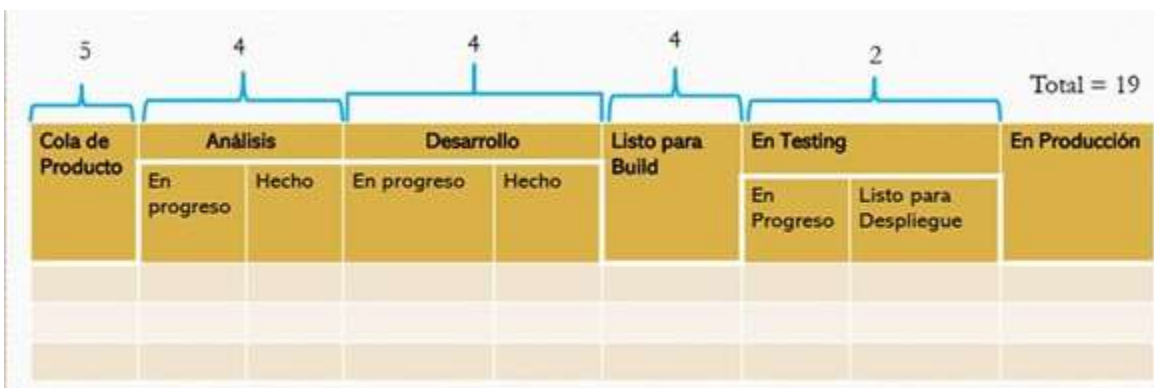 5
4
4
4
2
Total = 19
Cola de
Producto
Análisis
Desarrollo
Listo para
Build
En Testing
En Producción
En
progreso
Hecho
En progreso
Hecho
En
Progreso
Listo para
Despliegue